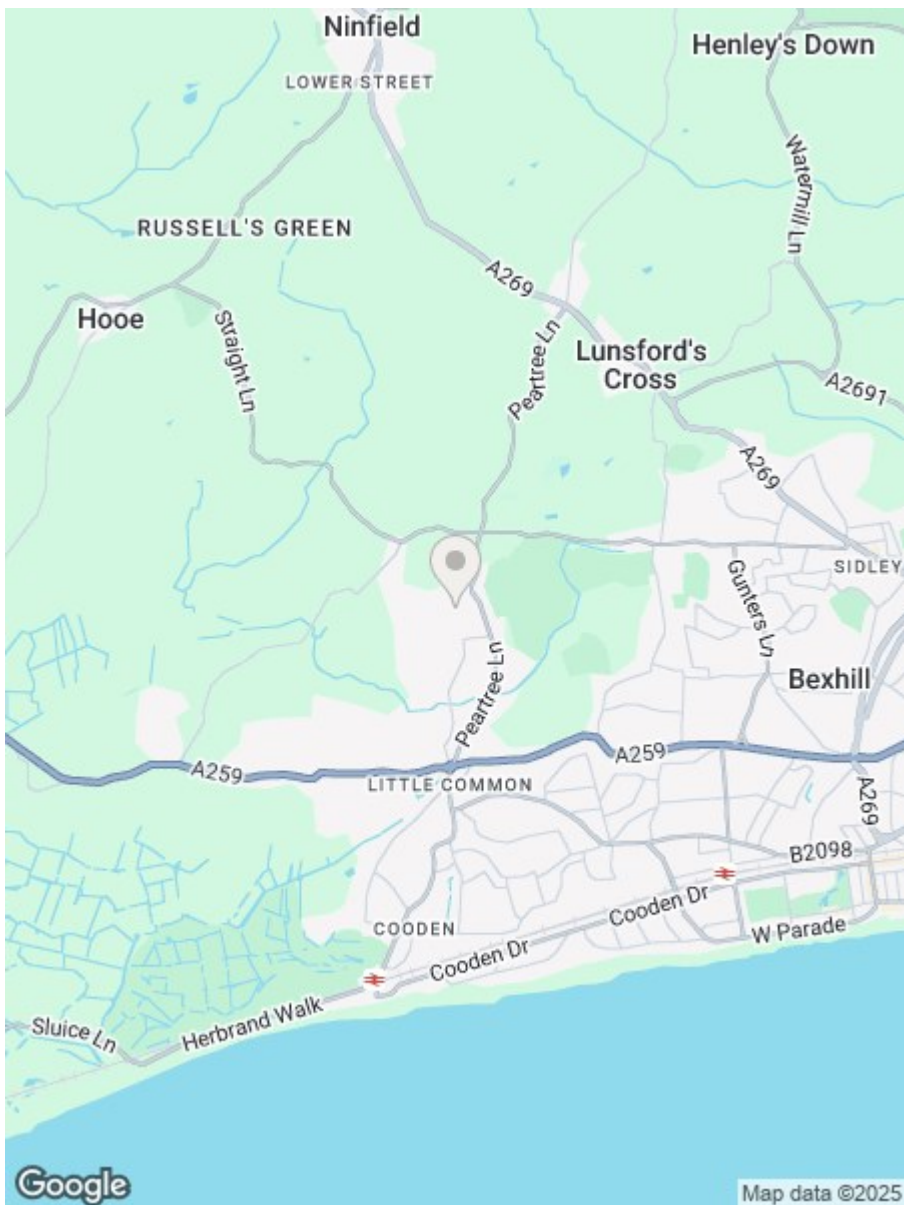 Ninfield
Henley's Down
LOWER STREET
Watermill Ln
RUSSELL'S GREEN
A269
Hooe
Straight Ln
Peartree Ln
Lunsford's
Cross
A2691
A269
SIDLEY
Gunters Ln
Peartree Ln
Bexhill
A259
A259
LITTLE COMMON
A269
B2098
COODEN
Cooden Dr
W Parade
Cooden Dr
Herbrand Walk
Sluice Ln
Google
Map data ©2025